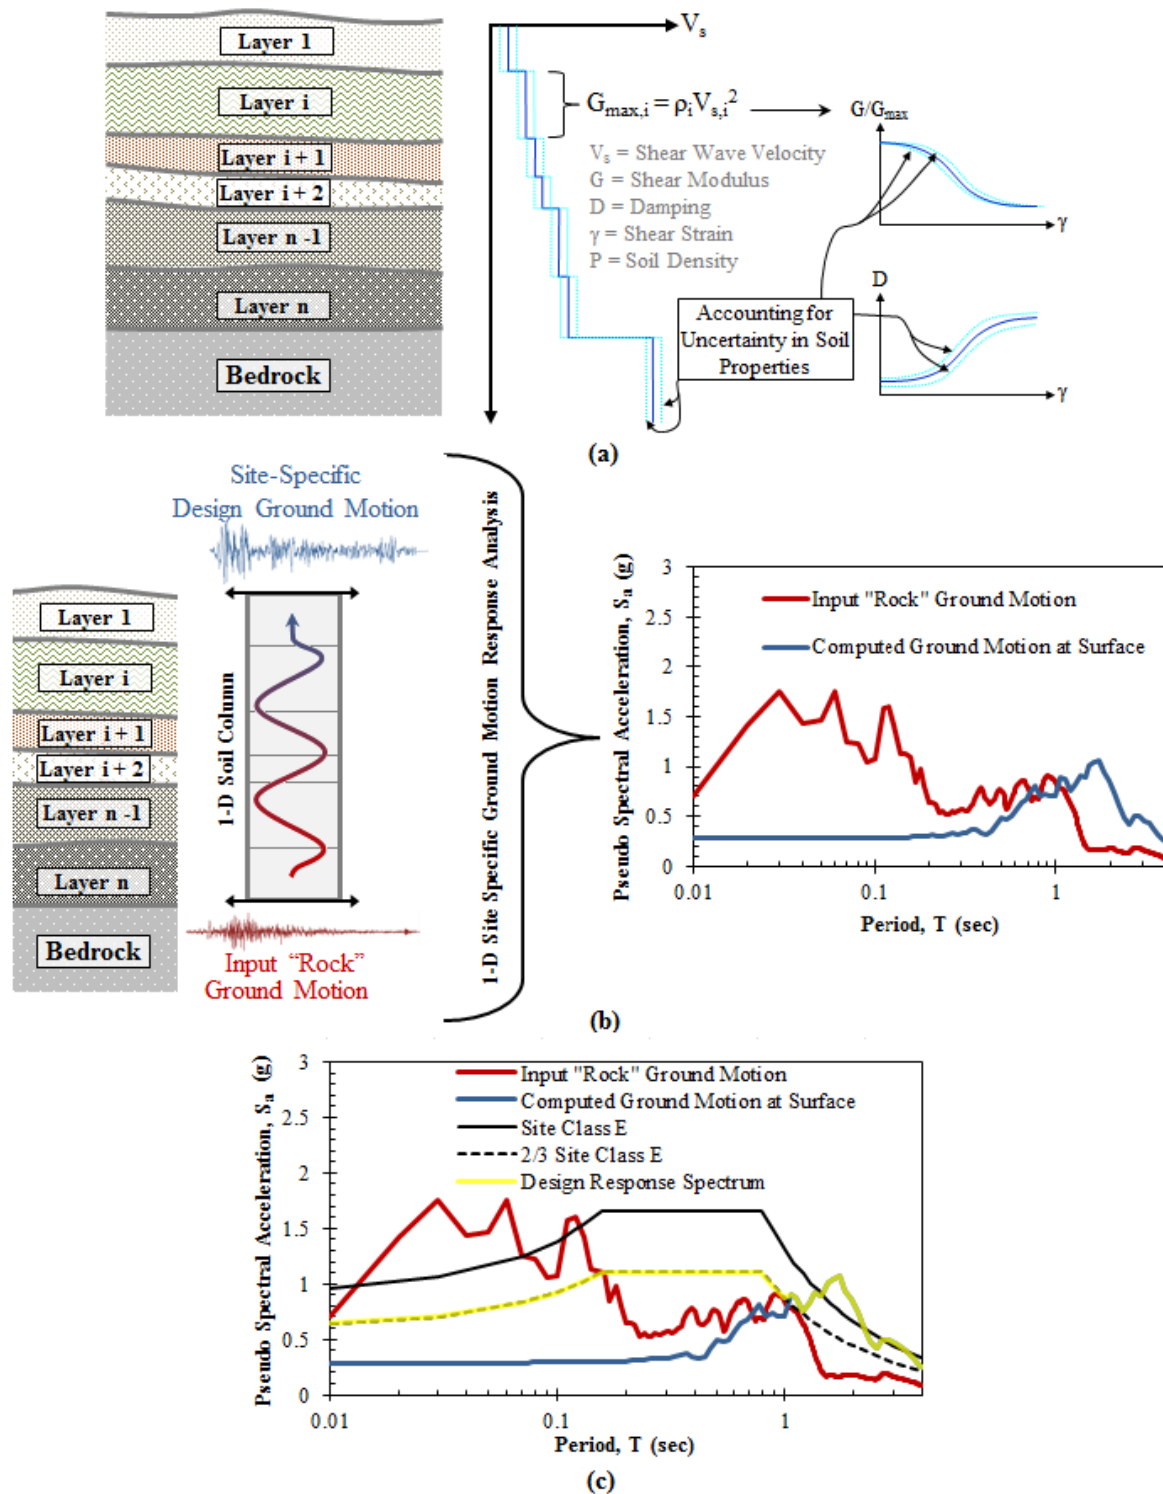 Layer 1
Layer i
Layer i + 1
Layer i + 2
Layer n -1
Layer n
Bedrock
Vs
Gmax,i = ρiVs,i²
Vs = Shear Wave Velocity
G = Shear Modulus
D = Damping
γ = Shear Strain
P = Soil Density
G/Gmax
γ
D
γ
Accounting for
Uncertainty in Soil
Properties
(a)
Site-Specific
Design Ground Motion
Layer 1
Layer i
Layer i + 1
Layer i + 2
Layer n -1
Layer n
Bedrock
1-D Soil Column
Input “Rock”
Ground Motion
1-D Site Specific Ground Motion Response Analysis
Pseudo Spectral Acceleration, Sa (g)
3
2.5
2
1.5
1
0.5
0
Input "Rock" Ground Motion
Computed Ground Motion at Surface
0.01
0.1
1
Period, T (sec)
(b)
Pseudo Spectral Acceleration, Sa (g)
3
2.5
2
1.5
1
0.5
0
Input "Rock" Ground Motion
Computed Ground Motion at Surface
Site Class E
2/3 Site Class E
Design Response Spectrum
0.01
0.1
1
Period, T (sec)
(c)